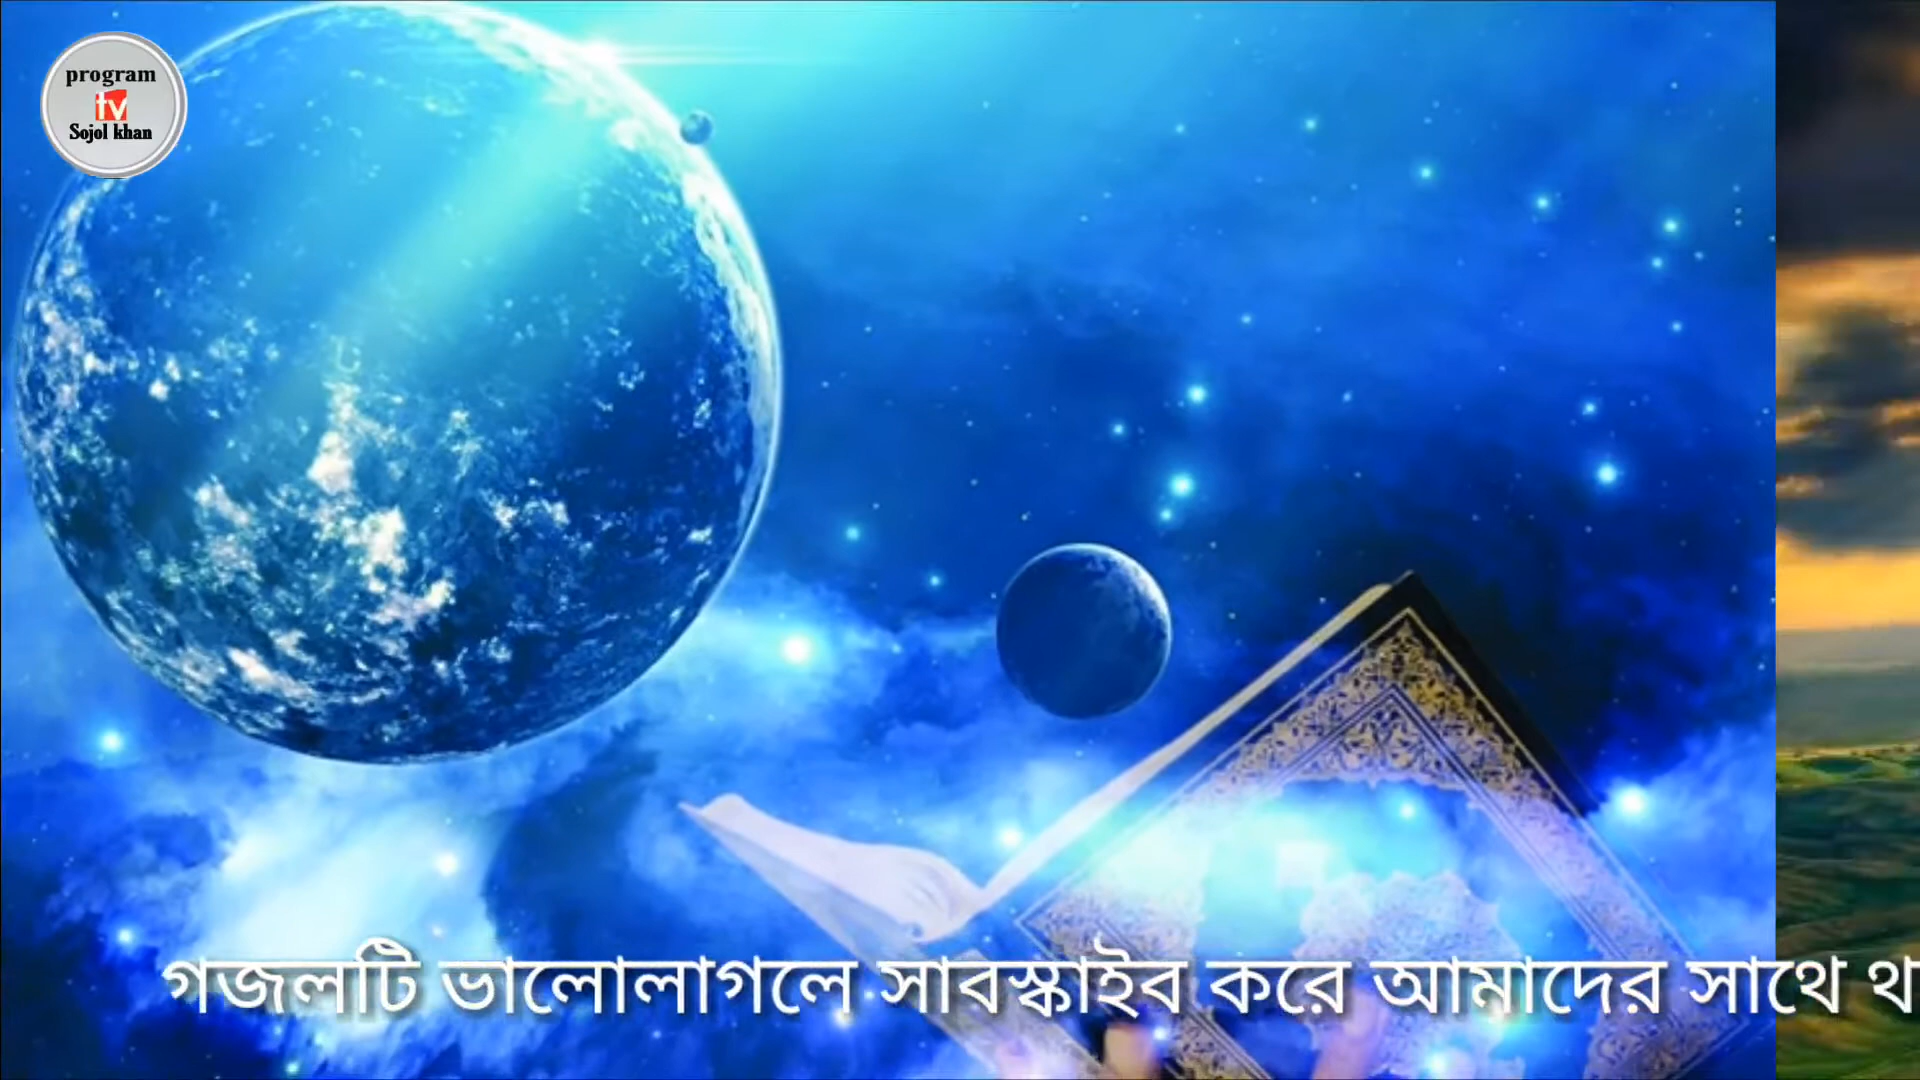 program
tv
Sojol khan
গজলটি ভালোলাগলে সাবস্কাইব করে আমাদের সাথে